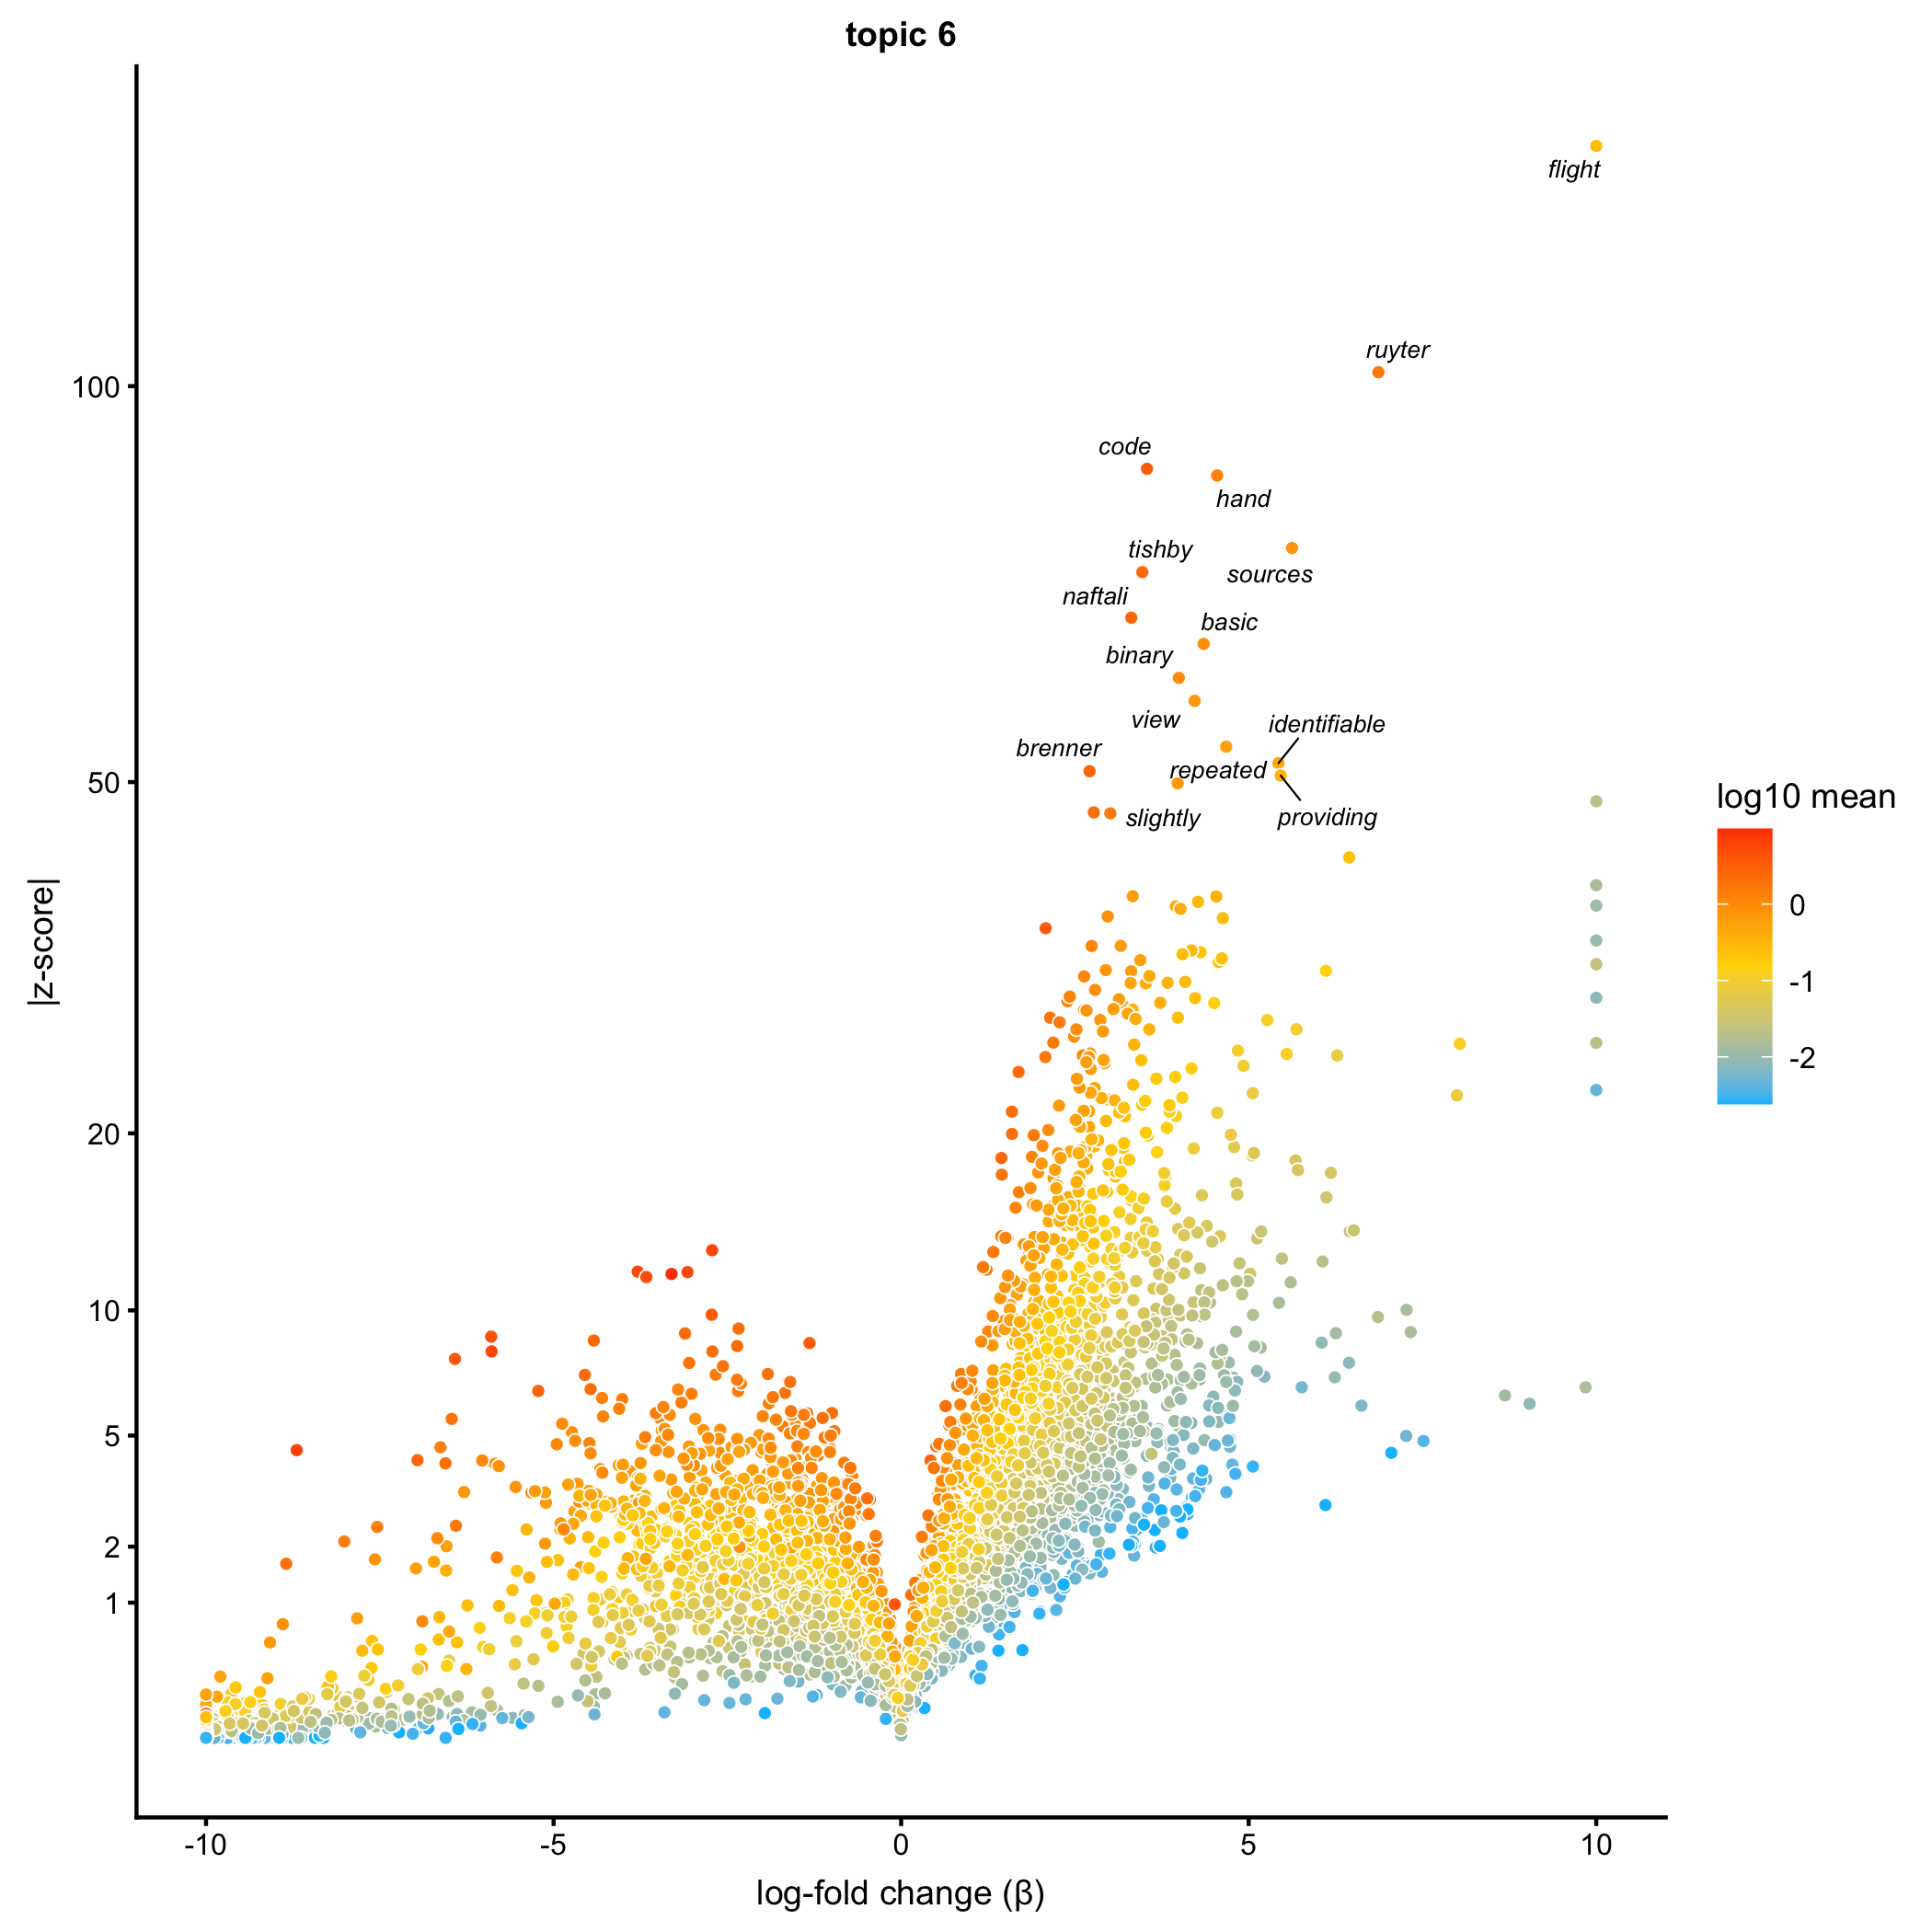 topic 6
flight
ruyter
100
code
hand
tishby
sources
naftali
basic
binary
view
identifiable
brenner
repeated
50
slightly
providing
log10 mean
0
-1
-2
|z-score|
20
10
5
2
1
-10
-5
0
5
10
log-fold change (β)